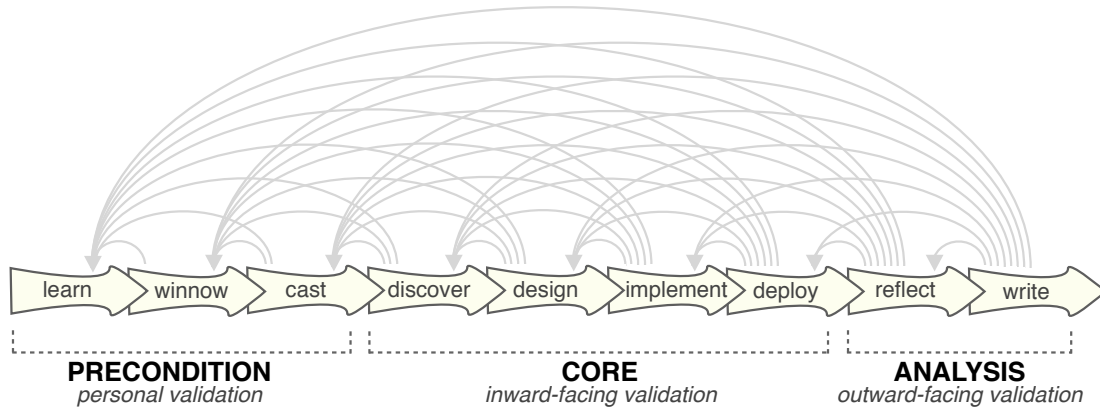 learn winnow cast discover design implement deploy reflect write
PRECONDITION CORE ANALYSIS
personal validation inward-facing validation outward-facing validation